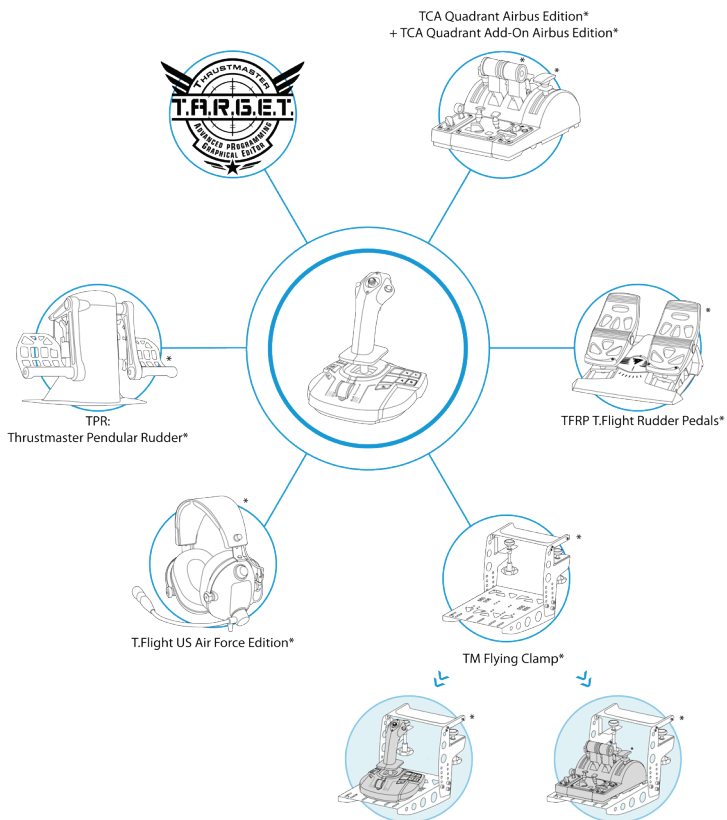 TCA Quadrant Airbus Edition*
+ TCA Quadrant Add-On Airbus Edition*
THRUSTMASTER
T.A.R.G.E.T.
ADVANCED PROGRAMMING
GRAPHICAL EDITOR
*
*
*
*
TPR:
Thrustmaster Pendular Rudder*
TFRP T.Flight Rudder Pedals*
*
*
T.Flight US Air Force Edition*
TM Flying Clamp*
*
*